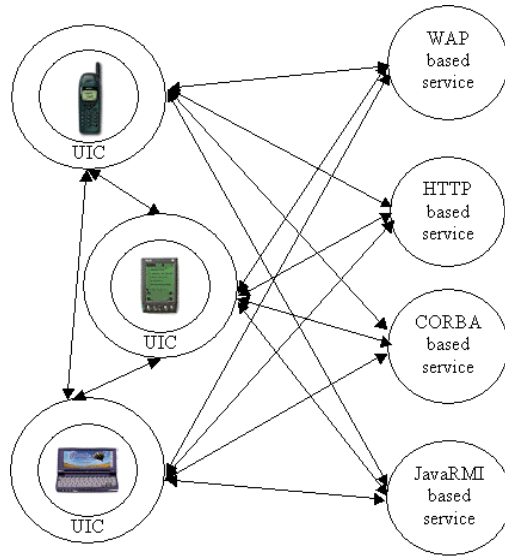 UIC
UIC
UIC
WAP
based
service
HTTP
based
service
CORBA
based
service
JavaRMI
based
service